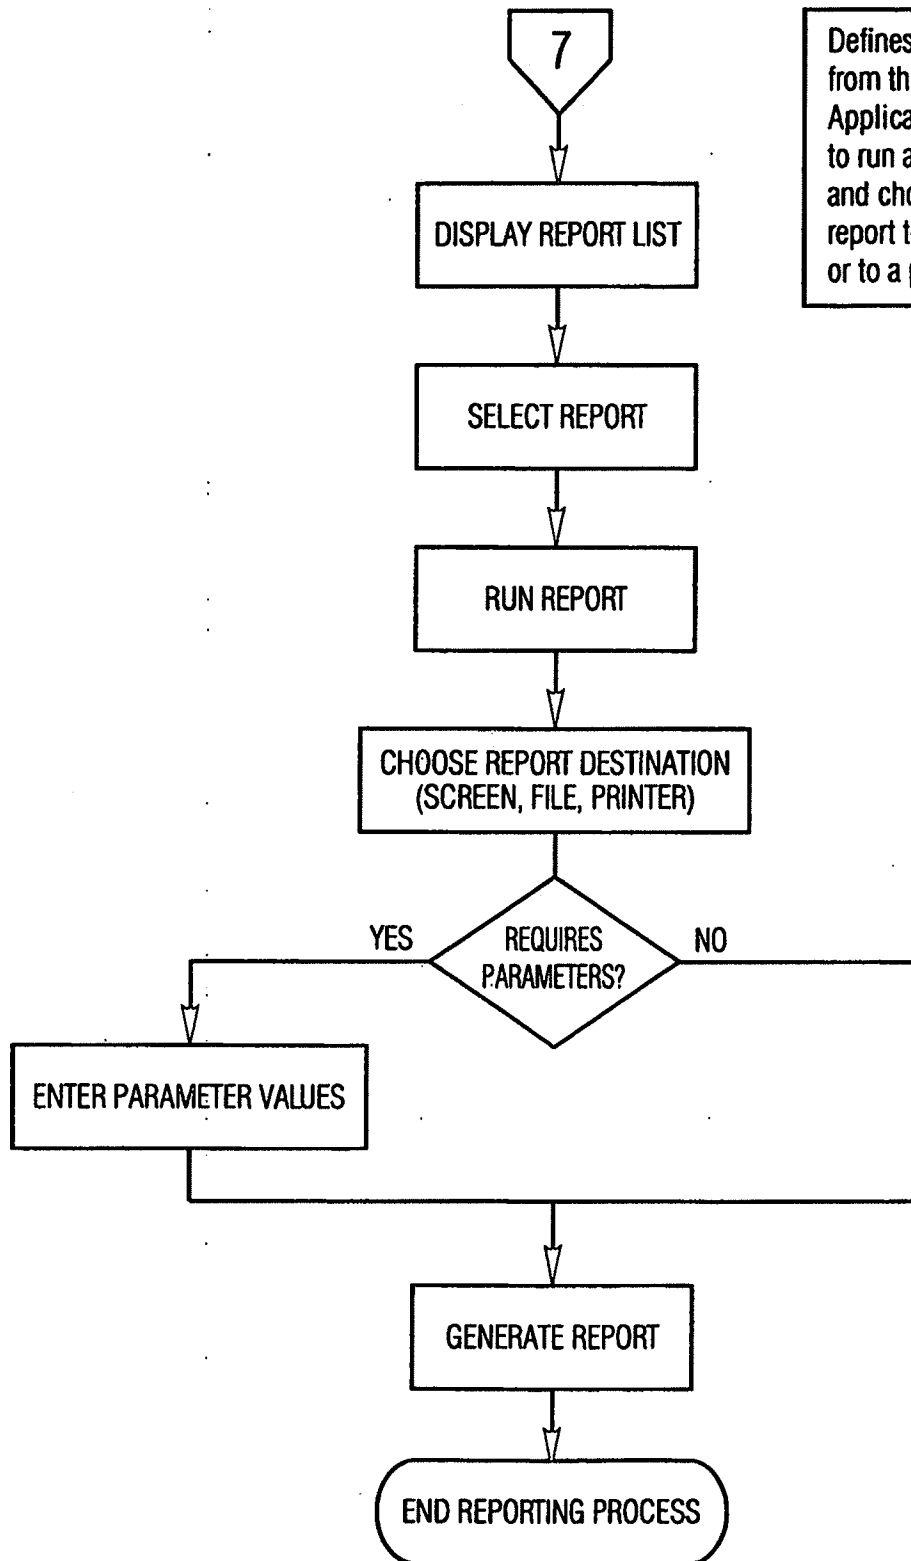 7
Defines
from th
Applica
to run a
and cho
report t
or to a
DISPLAY REPORT LIST
SELECT REPORT
RUN REPORT
CHOOSE REPORT DESTINATION
(SCREEN, FILE, PRINTER)
YES
REQUIRES
PARAMETERS?
NO
ENTER PARAMETER VALUES
GENERATE REPORT
END REPORTING PROCESS